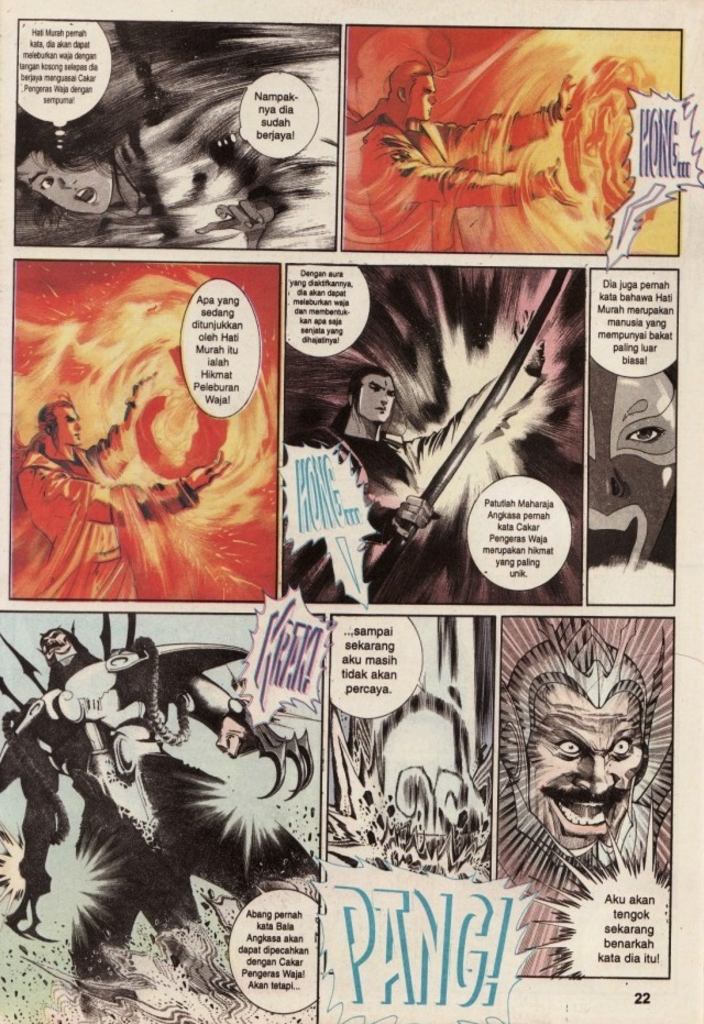 Hati Murah pernah
kata, dia akan dapat
meleburkan waja dengan
tangan kosong selepas dia
berjaya menguasai Cakar
Pengeras Waja dengan
sempurna!
Nampak-
nya dia
sudah
berjaya!
HONG...
Apa yang
sedang
ditunjukkan
oleh Hati
Murah itu
ialah
Hikmat
Peleburan
Waja!
Dengan aura
yang diaktifkannya,
dia akan dapat
meleburkan waja
dan membentuk-
kan apa saja
senjata yang
dihajatinya!
HONG...
Patutlah Maharaja
Angkasa pernah
kata Cakar
Pengeras Waja
merupakan hikmat
yang paling
unik.
Dia juga pernah
kata bahawa Hati
Murah merupakan
manusia yang
mempunyai bakat
paling luar
biasa!
Abang pernah
kata Bala
Angkasa akan
dapat dipecahkan
dengan Cakar
Pengeras Waja!
Akan tetapi...
...sampai
sekarang
aku masih
tidak akan
percaya.
PANG!
Aku akan
tengok
sekarang
benarkah
kata dia itu!
22